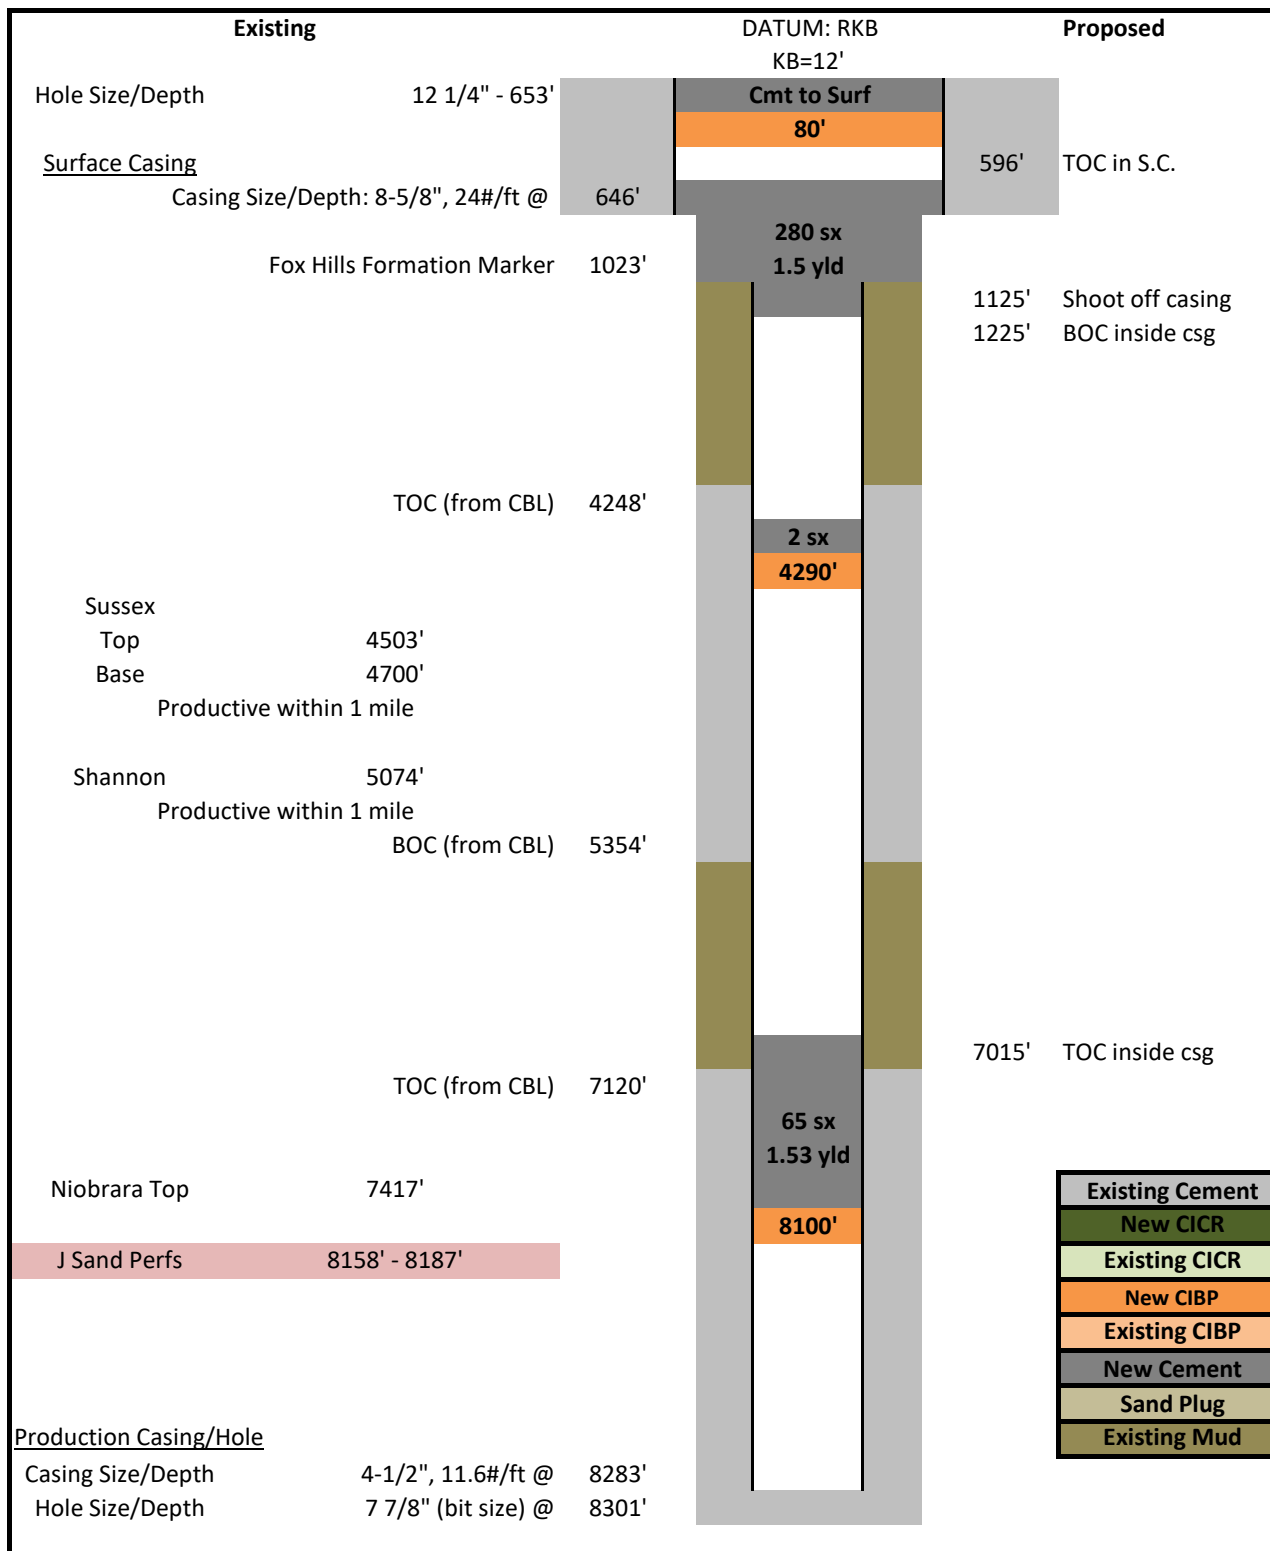 Existing DATUM: RKB Proposed
KB=12'
Hole Size/Depth 12 1/4" - 653' Cmt to Surf
80'
Surface Casing 596' TOC in S.C.
Casing Size/Depth: 8-5/8", 24#/ft @ 646'
280 sx
Fox Hills Formation Marker 1023' 1.5 yld
1125' Shoot off casing
1225' BOC inside csg
TOC (from CBL) 4248'
2 sx
4290'
Sussex
Top 4503'
Base 4700'
Productive within 1 mile
Shannon 5074'
Productive within 1 mile
BOC (from CBL) 5354'
7015' TOC inside csg
TOC (from CBL) 7120'
65 sx
1.53 yld
Niobrara Top 7417' Existing Cement
8100' New CICR
J Sand Perfs 8158' - 8187' Existing CICR
New CIBP
Existing CIBP
New Cement
Sand Plug
Production Casing/Hole Existing Mud
Casing Size/Depth 4-1/2", 11.6#/ft @ 8283'
Hole Size/Depth 7 7/8" (bit size) @ 8301'